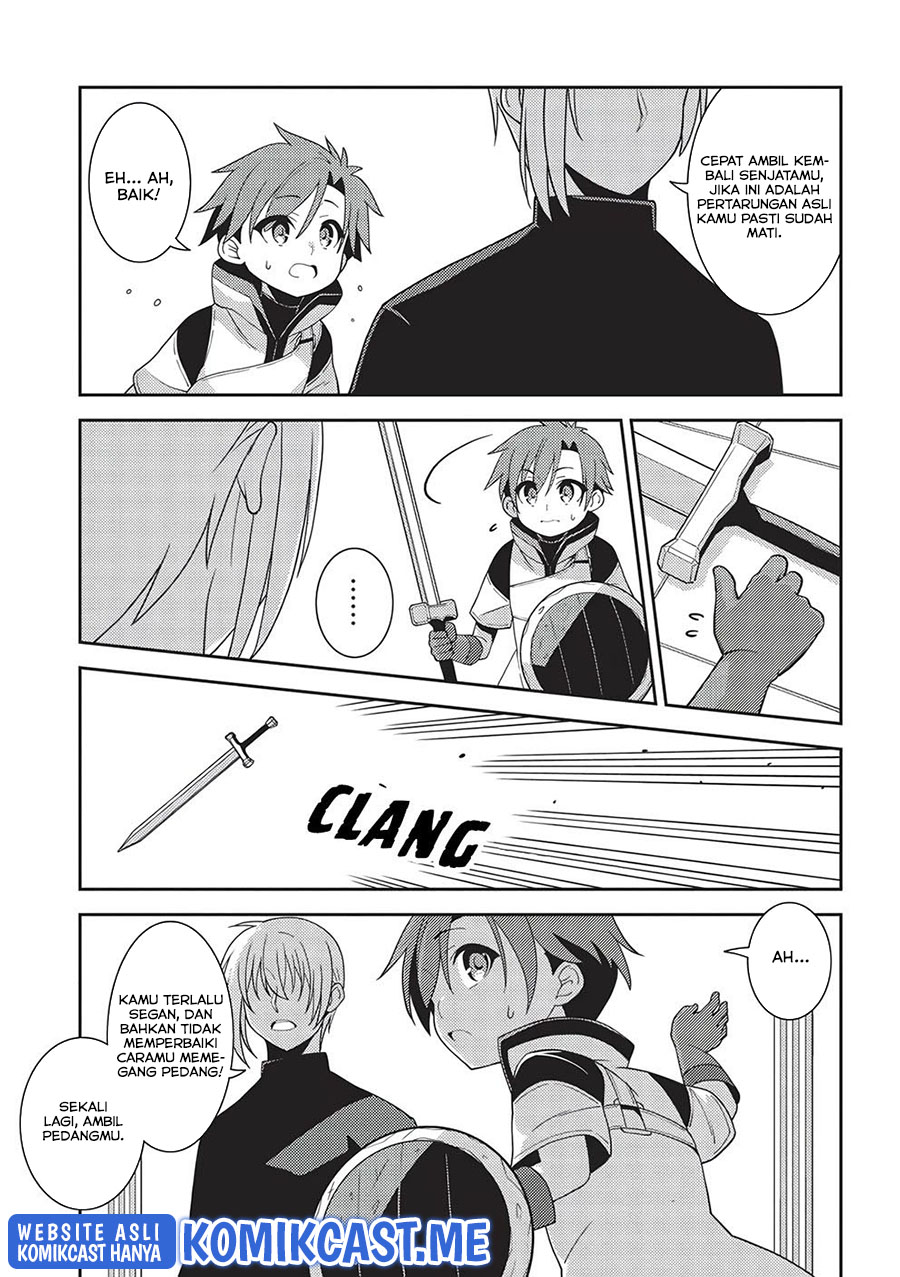 CEPAT AMBIL KEM-
BALI SENJATAMU,
JIKA INI ADALAH
PERTARUNGAN ASLI
KAMU PASTI SUDAH
MATI.
EH... AH,
BAIK!
......
CLANG
AH...
KAMU TERLALU
SEGAN, DAN
BAHKAN TIDAK
MEMPERBAIKI
CARAMU MEME-
GANG PEDANG!
SEKALI
LAGI, AMBIL
PEDANGMU.
WEBSITE ASLI
KOMIKCAST HANYA
KOMIKCAST.ME